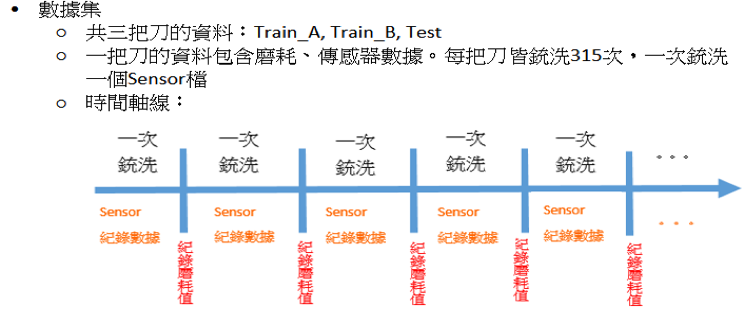 • 數據集
○ 共三把刀的資料：Train_A, Train_B, Test
○ 一把刀的資料包含磨耗、傳感器數據。每把刀皆銑洗315次，一次銑洗
一個Sensor檔
○ 時間軸線：
一次 一次 一次 一次 一次
銑洗 銑洗 銑洗 銑洗 銑洗 ...
Sensor Sensor Sensor Sensor Sensor
紀錄數據 紀錄數據 紀錄數據 紀錄數據 紀錄數據 ...
紀錄磨耗值 紀錄磨耗值 紀錄磨耗值 紀錄磨耗值 紀錄磨耗值